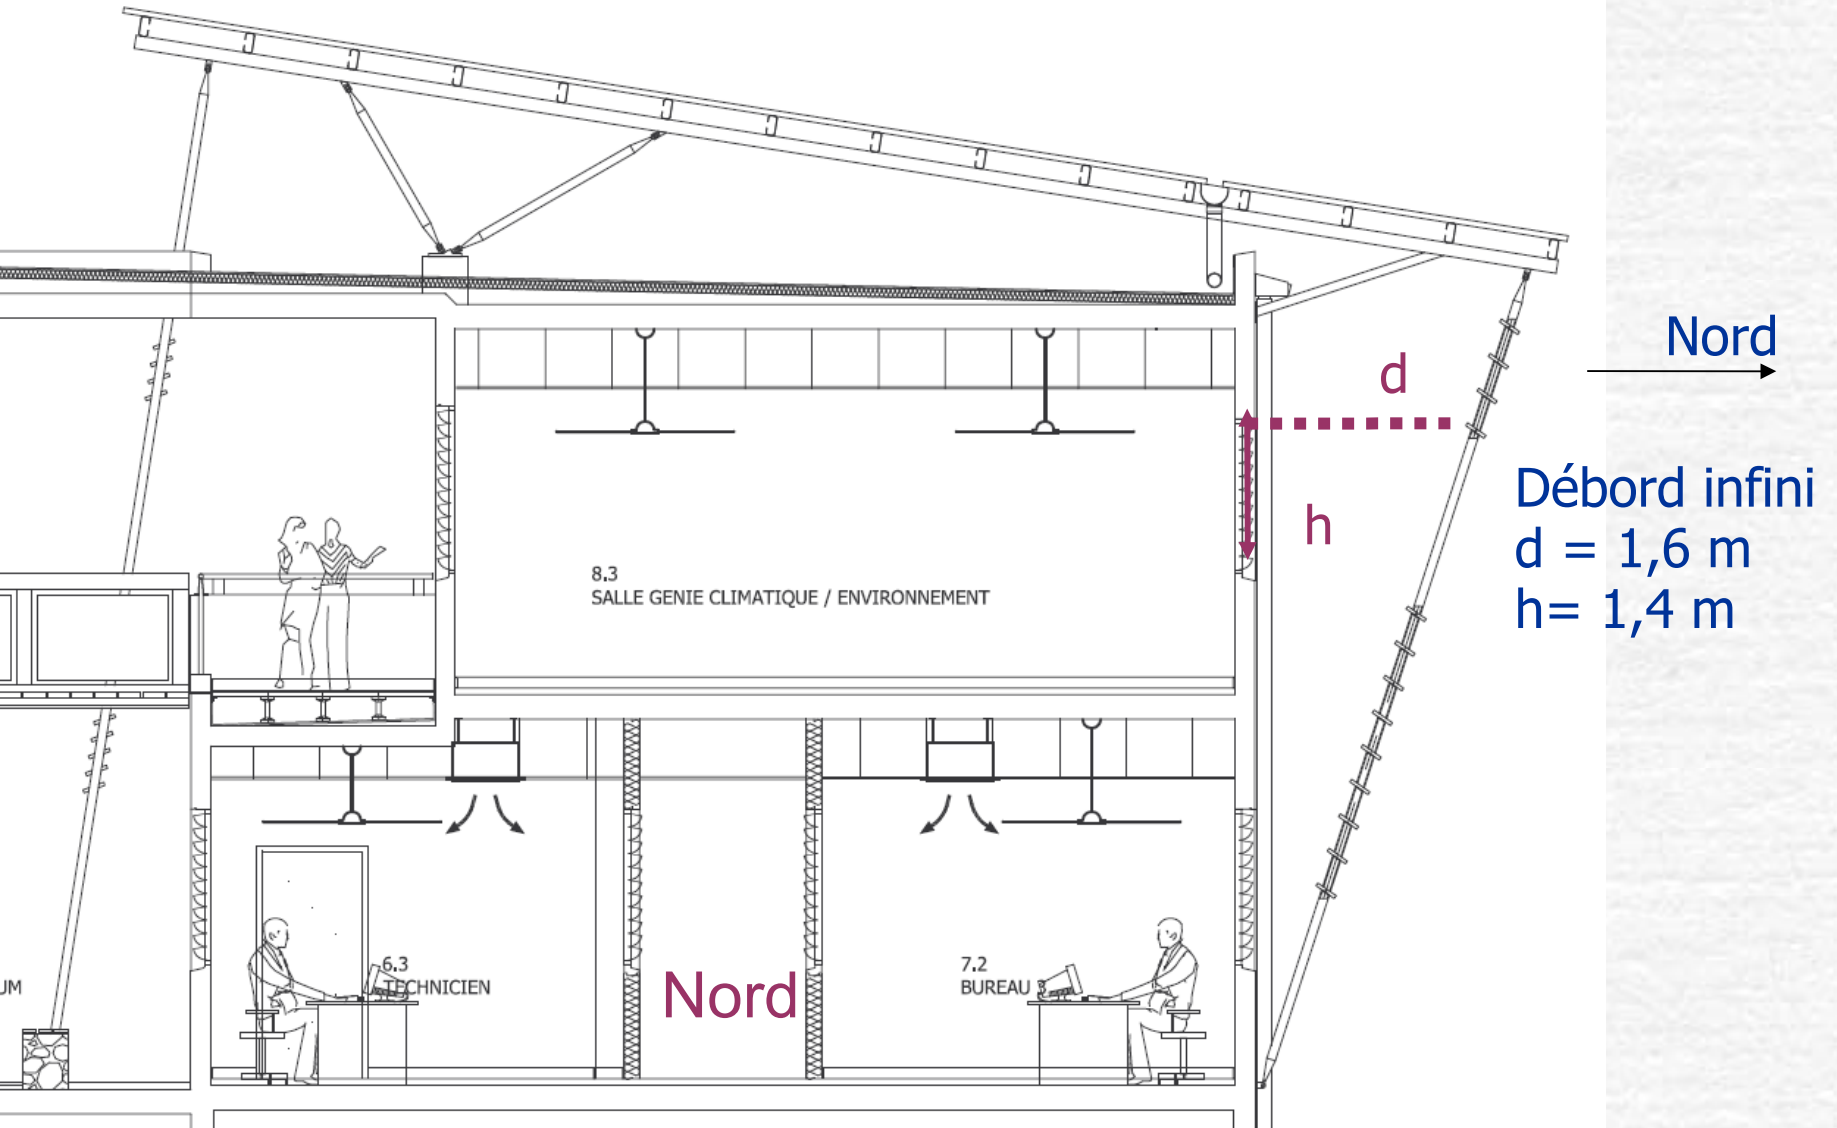 Nord
d
Débord infini
d = 1,6 m
h= 1,4 m
h
8.3
SALLE GENIE CLIMATIQUE / ENVIRONNEMENT
6.3
TECHNICIEN
Nord
7.2
BUREAU 3
UM